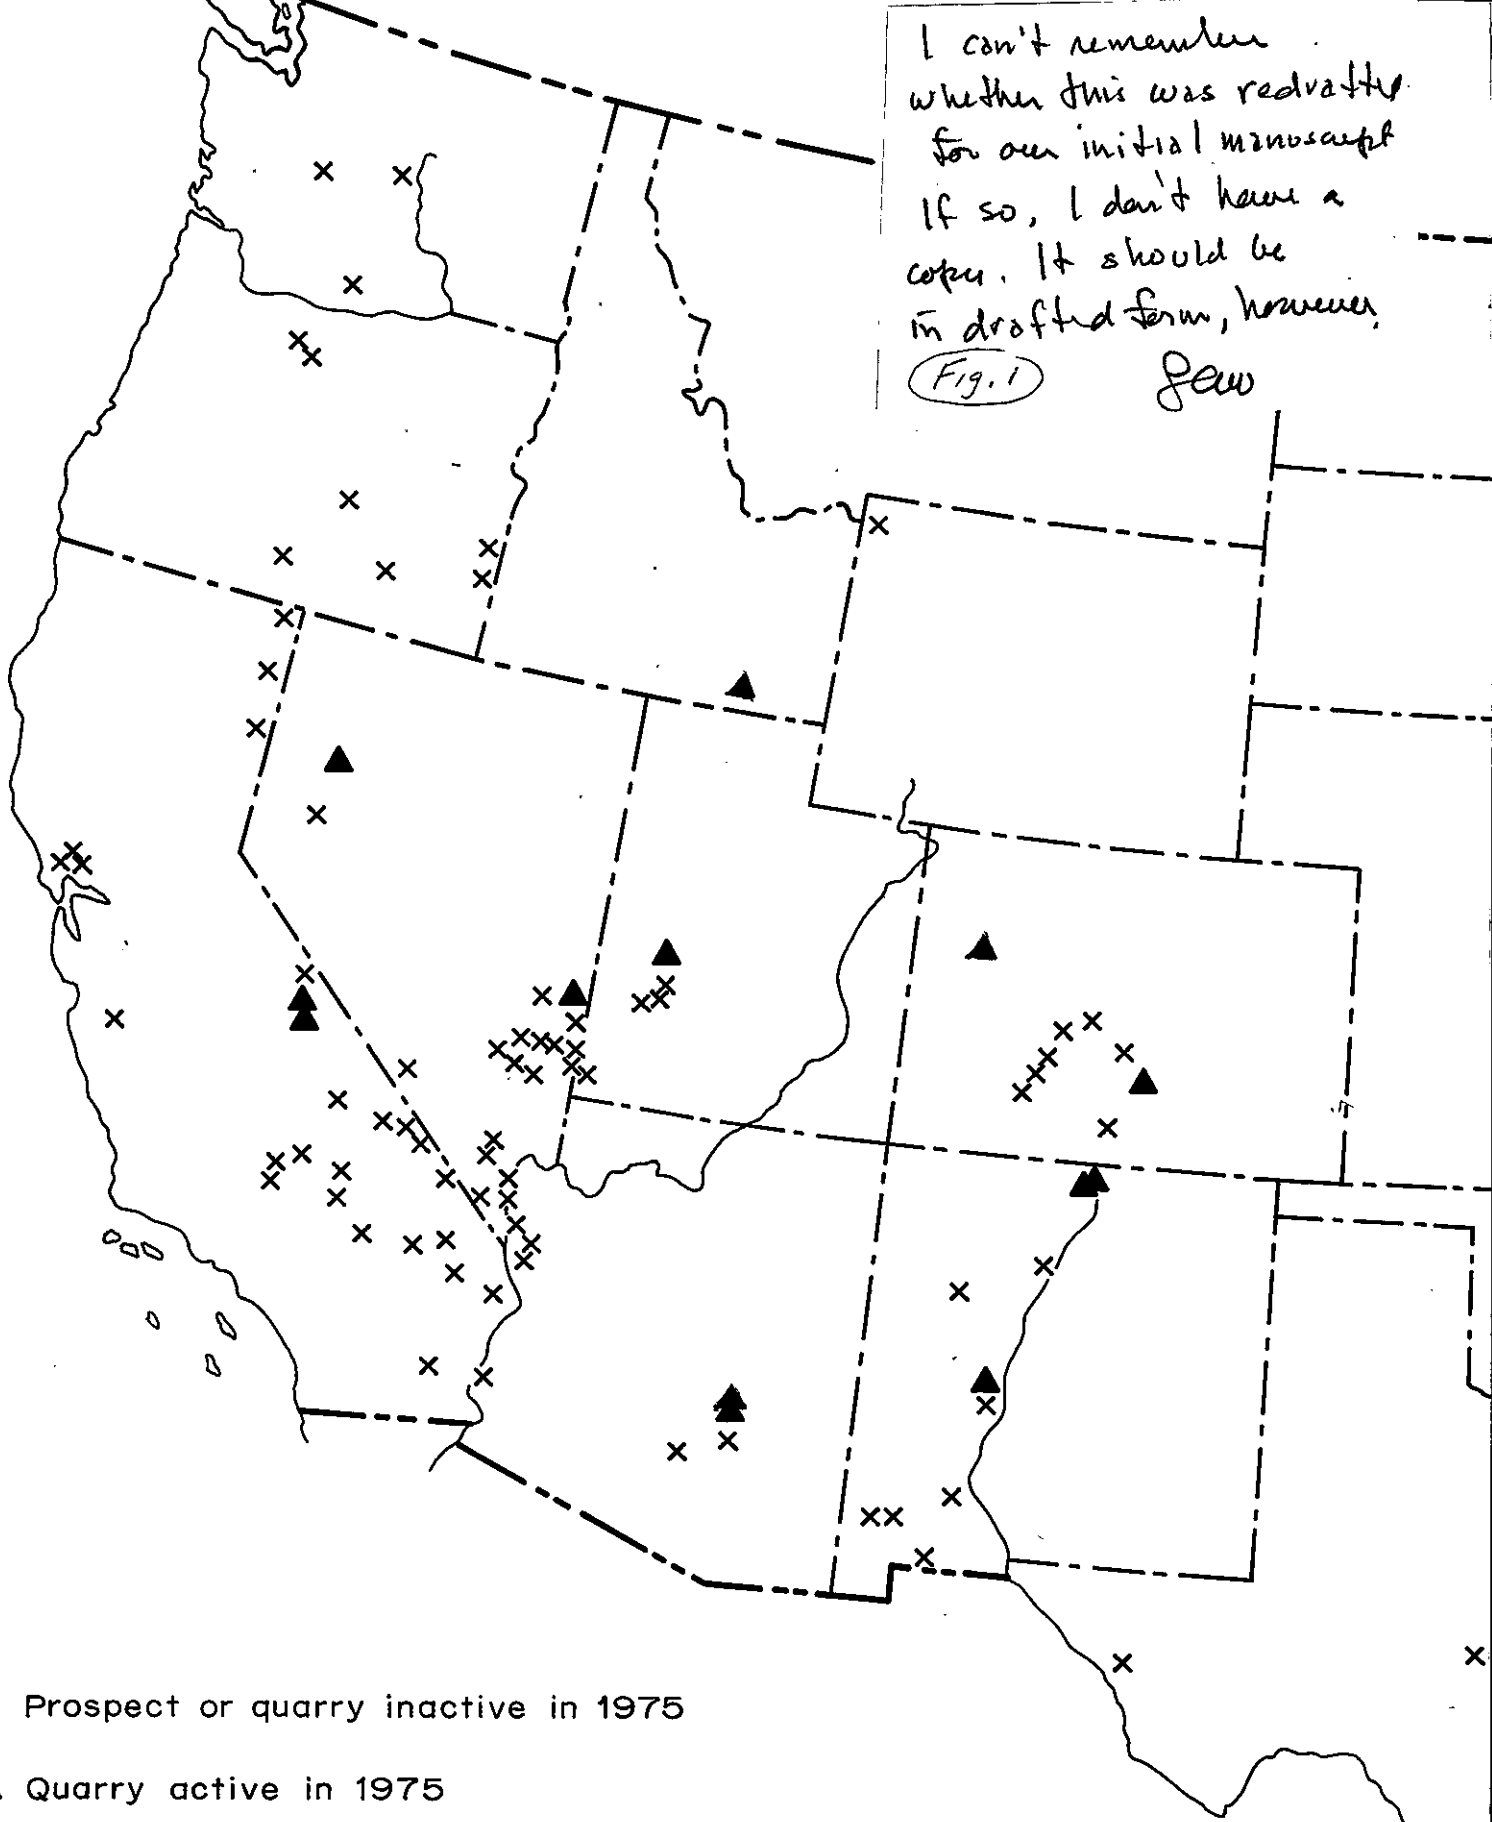 I can't remember
whether this was redrafted
for our initial manuscript
If so, I don't have a
copy. It should be
in drafted form, however.
Fig. 1
Prospect or quarry inactive in 1975
Quarry active in 1975